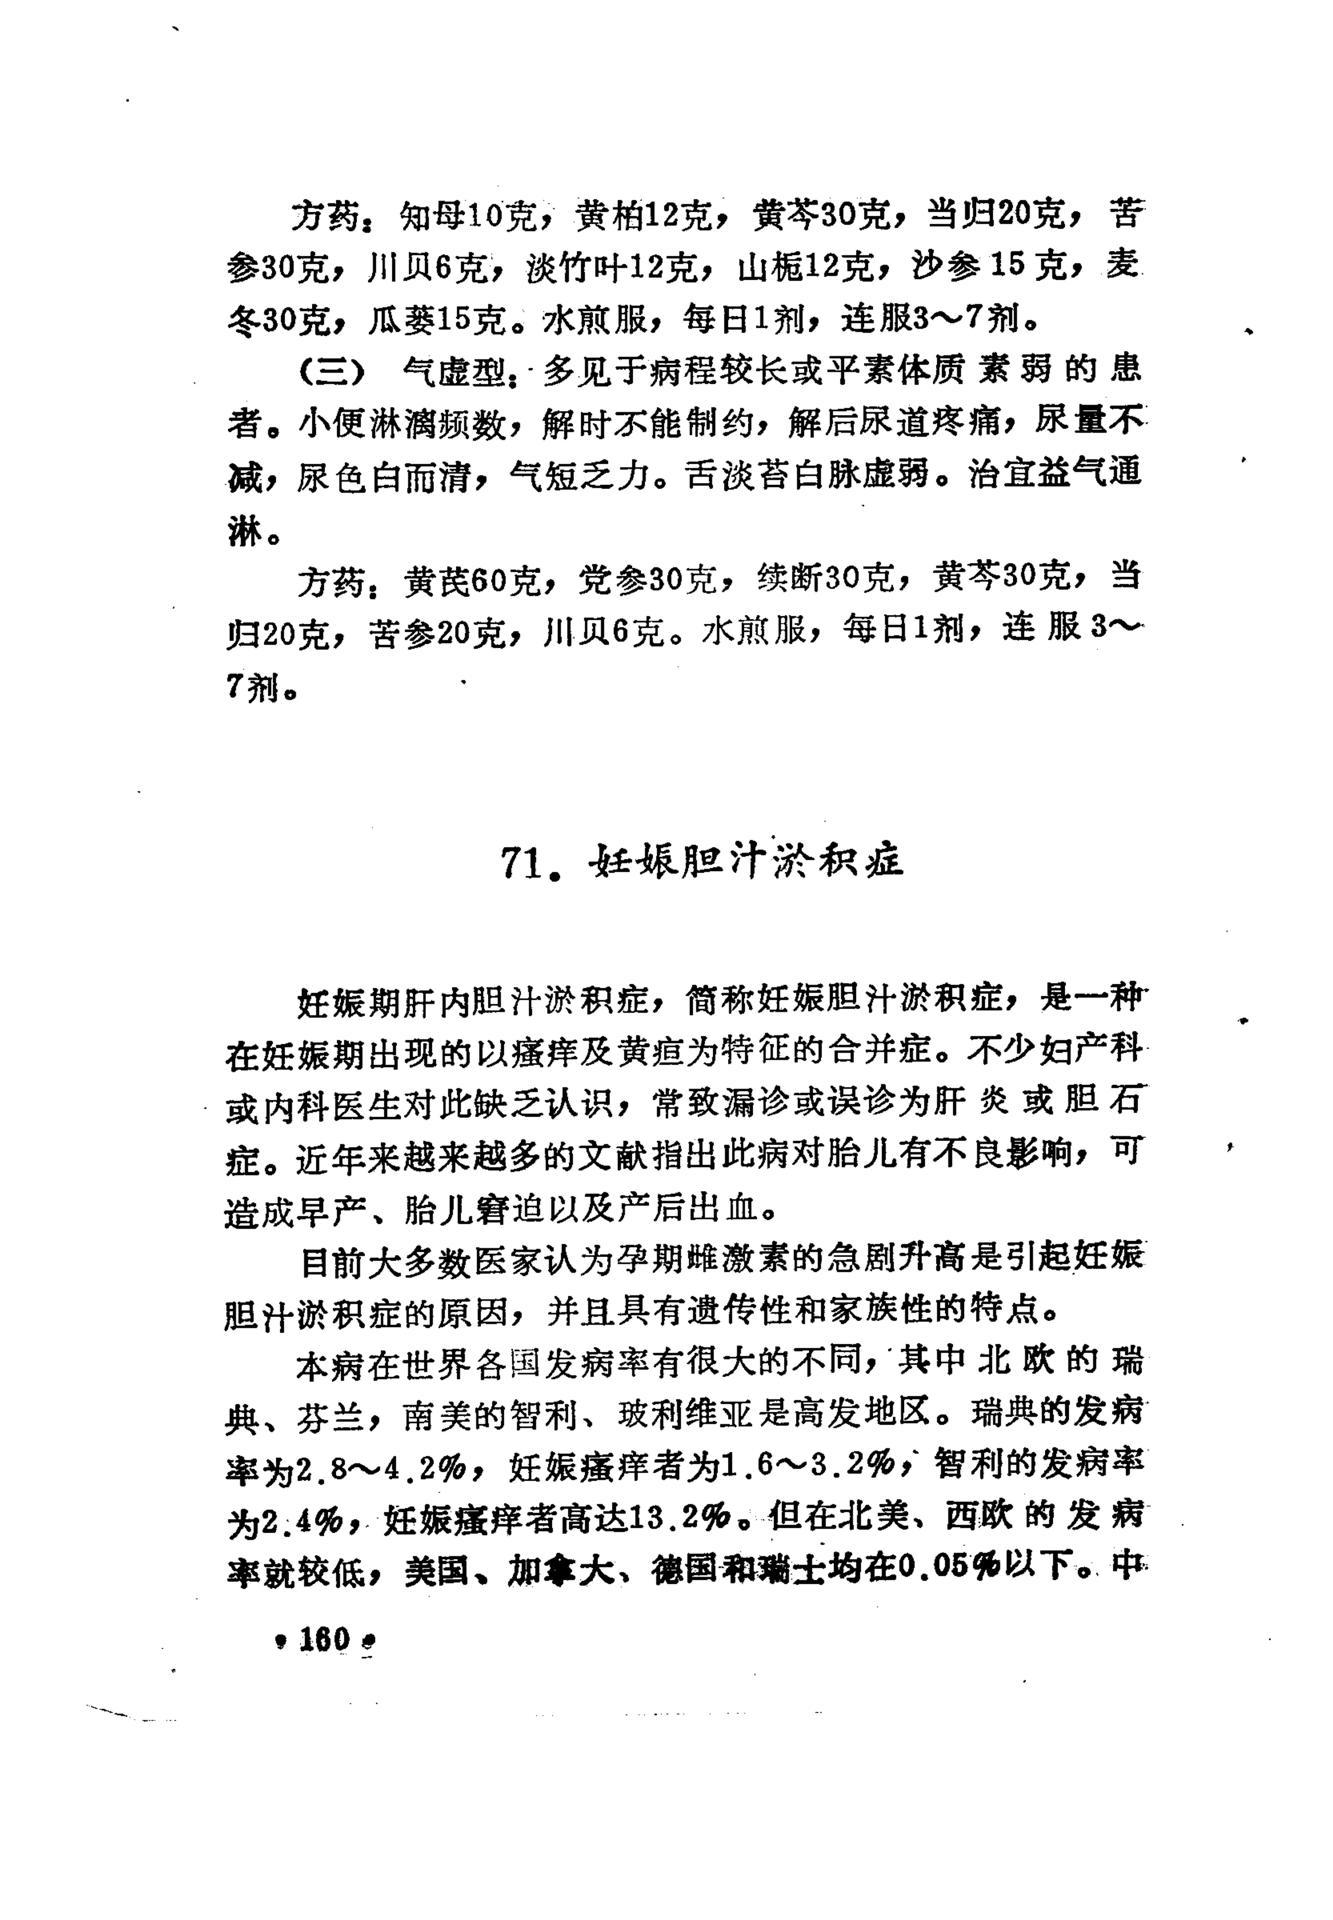 方药：知母10克，黄柏12克，黄芩30克，当归20克，苦
参30克，川贝6克，淡竹叶12克，山栀12克，沙参15克，麦
冬30克，瓜蒌15克。水煎服，每日1剂，连服3～7剂。
（三） 气虚型：多见于病程较长或平素体质素弱的患
者。小便淋漓频数，解时不能制约，解后尿道疼痛，尿量不
减，尿色白而清，气短乏力。舌淡苔白脉虚弱。治宜益气通
淋。
方药：黄芪60克，党参30克，续断30克，黄芩30克，当
归20克，苦参20克，川贝6克。水煎服，每日1剂，连服3～
7剂。
71．妊娠胆汁淤积症
妊娠期肝内胆汁淤积症，简称妊娠胆汁淤积症，是一种
在妊娠期出现的以瘙痒及黄疸为特征的合并症。不少妇产科
或内科医生对此缺乏认识，常致漏诊或误诊为肝炎或胆石
症。近年来越来越多的文献指出此病对胎儿有不良影响，可
造成早产、胎儿窘迫以及产后出血。
目前大多数医家认为孕期雌激素的急剧升高是引起妊娠
胆汁淤积症的原因，并且具有遗传性和家族性的特点。
本病在世界各国发病率有很大的不同，其中北欧的瑞
典、芬兰，南美的智利、玻利维亚是高发地区。瑞典的发病
率为2.8～4.2%，妊娠瘙痒者为1.6～3.2%，智利的发病率
为2.4%，妊娠瘙痒者高达13.2%。但在北美、西欧的发病
率就较低，美国、加拿大、德国和瑞士均在0.05%以下。中
• 160 •